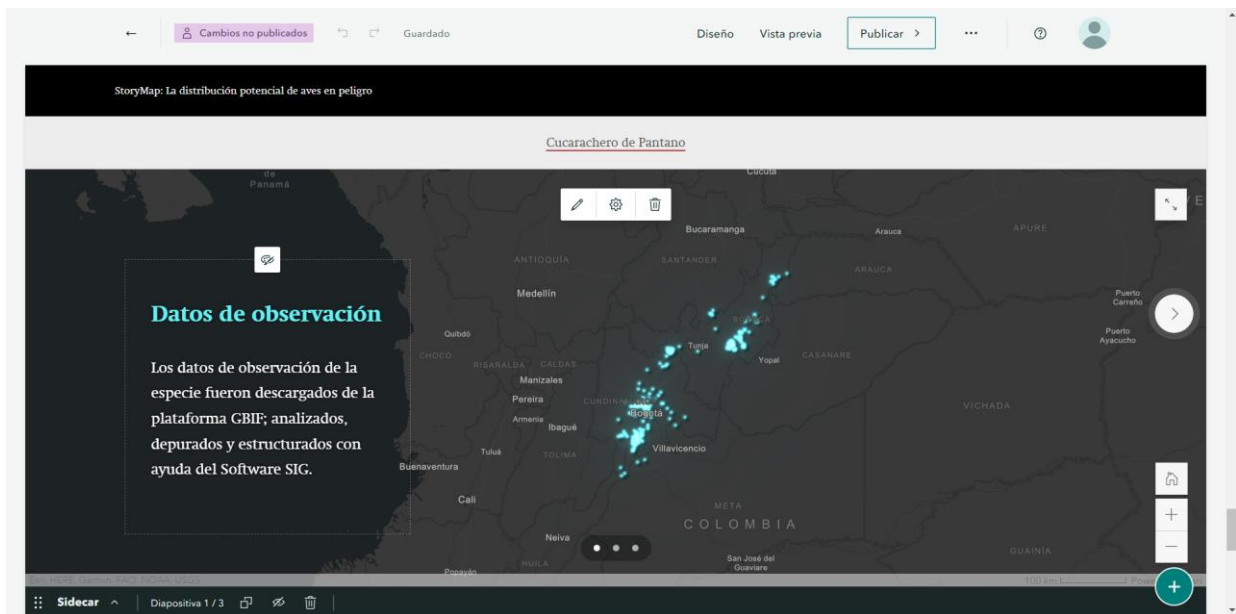 Cambios no publicados
Guardado
Diseño
Vista previa
Publicar
StoryMap: La distribución potencial de aves en peligro
Cucarachero de Pantano
de
Panamá
Cúcuta
Bucaramanga
Arauca
APURE
ANTIOQUIA
SANTANDER
ARAUCA
Medellín
Puerto
Carreño
Datos de observación
Quibdó
BOYACÁ
Puerto
Ayacucho
Tunja
CHOCÓ
RISARALDA
CALDAS
Yopal
CASANARE
Los datos de observación de la
especie fueron descargados de la
plataforma GBIF; analizados,
depurados y estructurados con
ayuda del Software SIG.
Manizales
Pereira
Bogotá
VICHADA
Armenia
Ibagué
Tuluá
TOLIMA
Villavicencio
Buenaventura
Cali
META
COLOMBIA
Neiva
San José del
Guaviare
GUAINÍA
HUILA
Popayán
Esri, HERE, Garmin, FAO, NOAA, USGS
100 km
Sidecar
Diapositiva 1 / 3